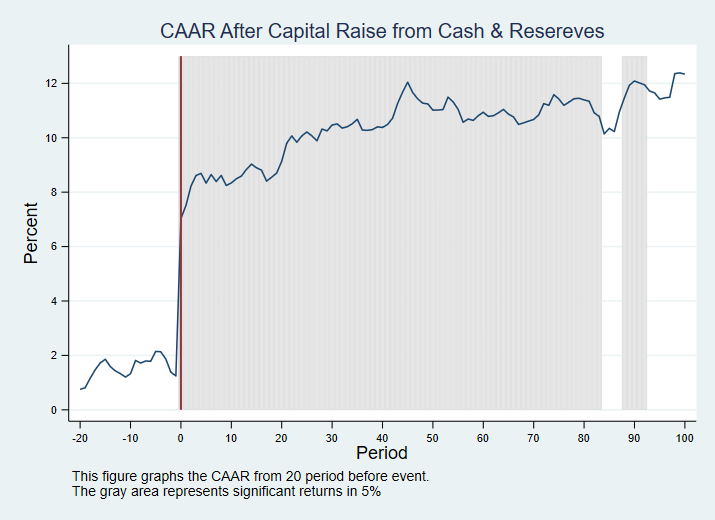 CAAR After Capital Raise from Cash & Resereves
Percent
12
10
8
6
4
2
0
-20 -10 0 10 20 30 40 50 60 70 80 90 100
Period
This figure graphs the CAAR from 20 period before event.
The gray area represents significant returns in 5%